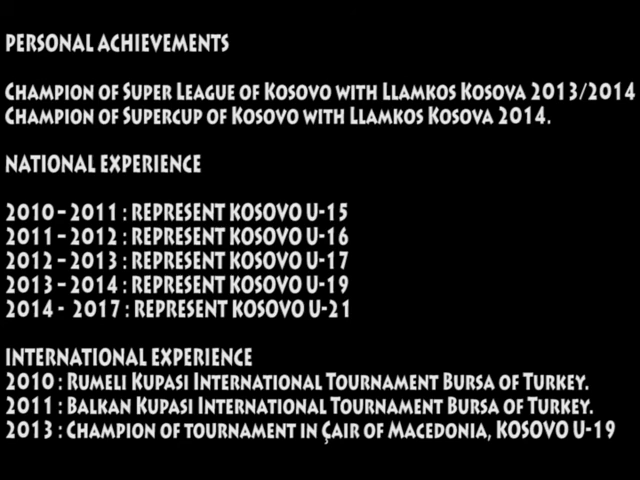 PERSONAL ACHIEVEMENTS
Champion of Super League of Kosovo with Llamkos Kosova 2013/2014
Champion of Supercup of Kosovo with Llamkos Kosova 2014.
NATIONAL EXPERIENCE
2010 – 2011 : REPRESENT KOSOVO U-15
2011 – 2012 : REPRESENT KOSOVO U-16
2012 – 2013 : REPRESENT KOSOVO U-17
2013 – 2014 : REPRESENT KOSOVO U-19
2014 - 2017 : REPRESENT KOSOVO U-21
INTERNATIONAL EXPERIENCE
2010 : Rumeli Kupasi International Tournament Bursa of Turkey.
2011 : Balkan Kupasi International Tournament Bursa of Turkey.
2013 : Champion of tournament in Çair of Macedonia, KOSOVO U-19